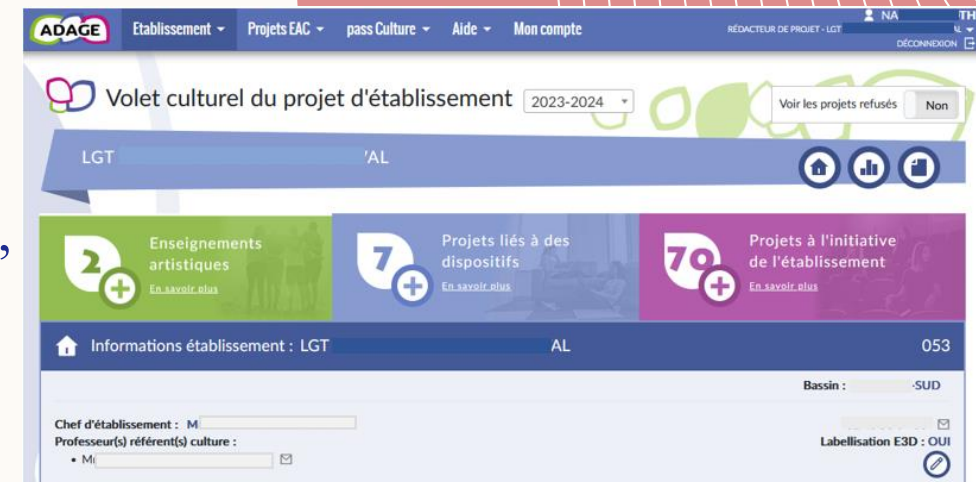 ADAGE
Etablissement
Projets EAC
pass Culture
Aide
Mon compte
NA TH
RÉDACTEUR DE PROJET - LGT AL
DÉCONNEXION
Volet culturel du projet d'établissement
2023-2024
Voir les projets refusés
Non
LGT 'AL
2
Enseignements
artistiques
En savoir plus
7
Projets liés à des
dispositifs
En savoir plus
70
Projets à l'initiative
de l'établissement
En savoir plus
,
Informations établissement : LGT AL
053
Bassin : -SUD
Chef d'établissement : M
Professeur(s) référent(s) culture :
• M
Labellisation E3D : OUI